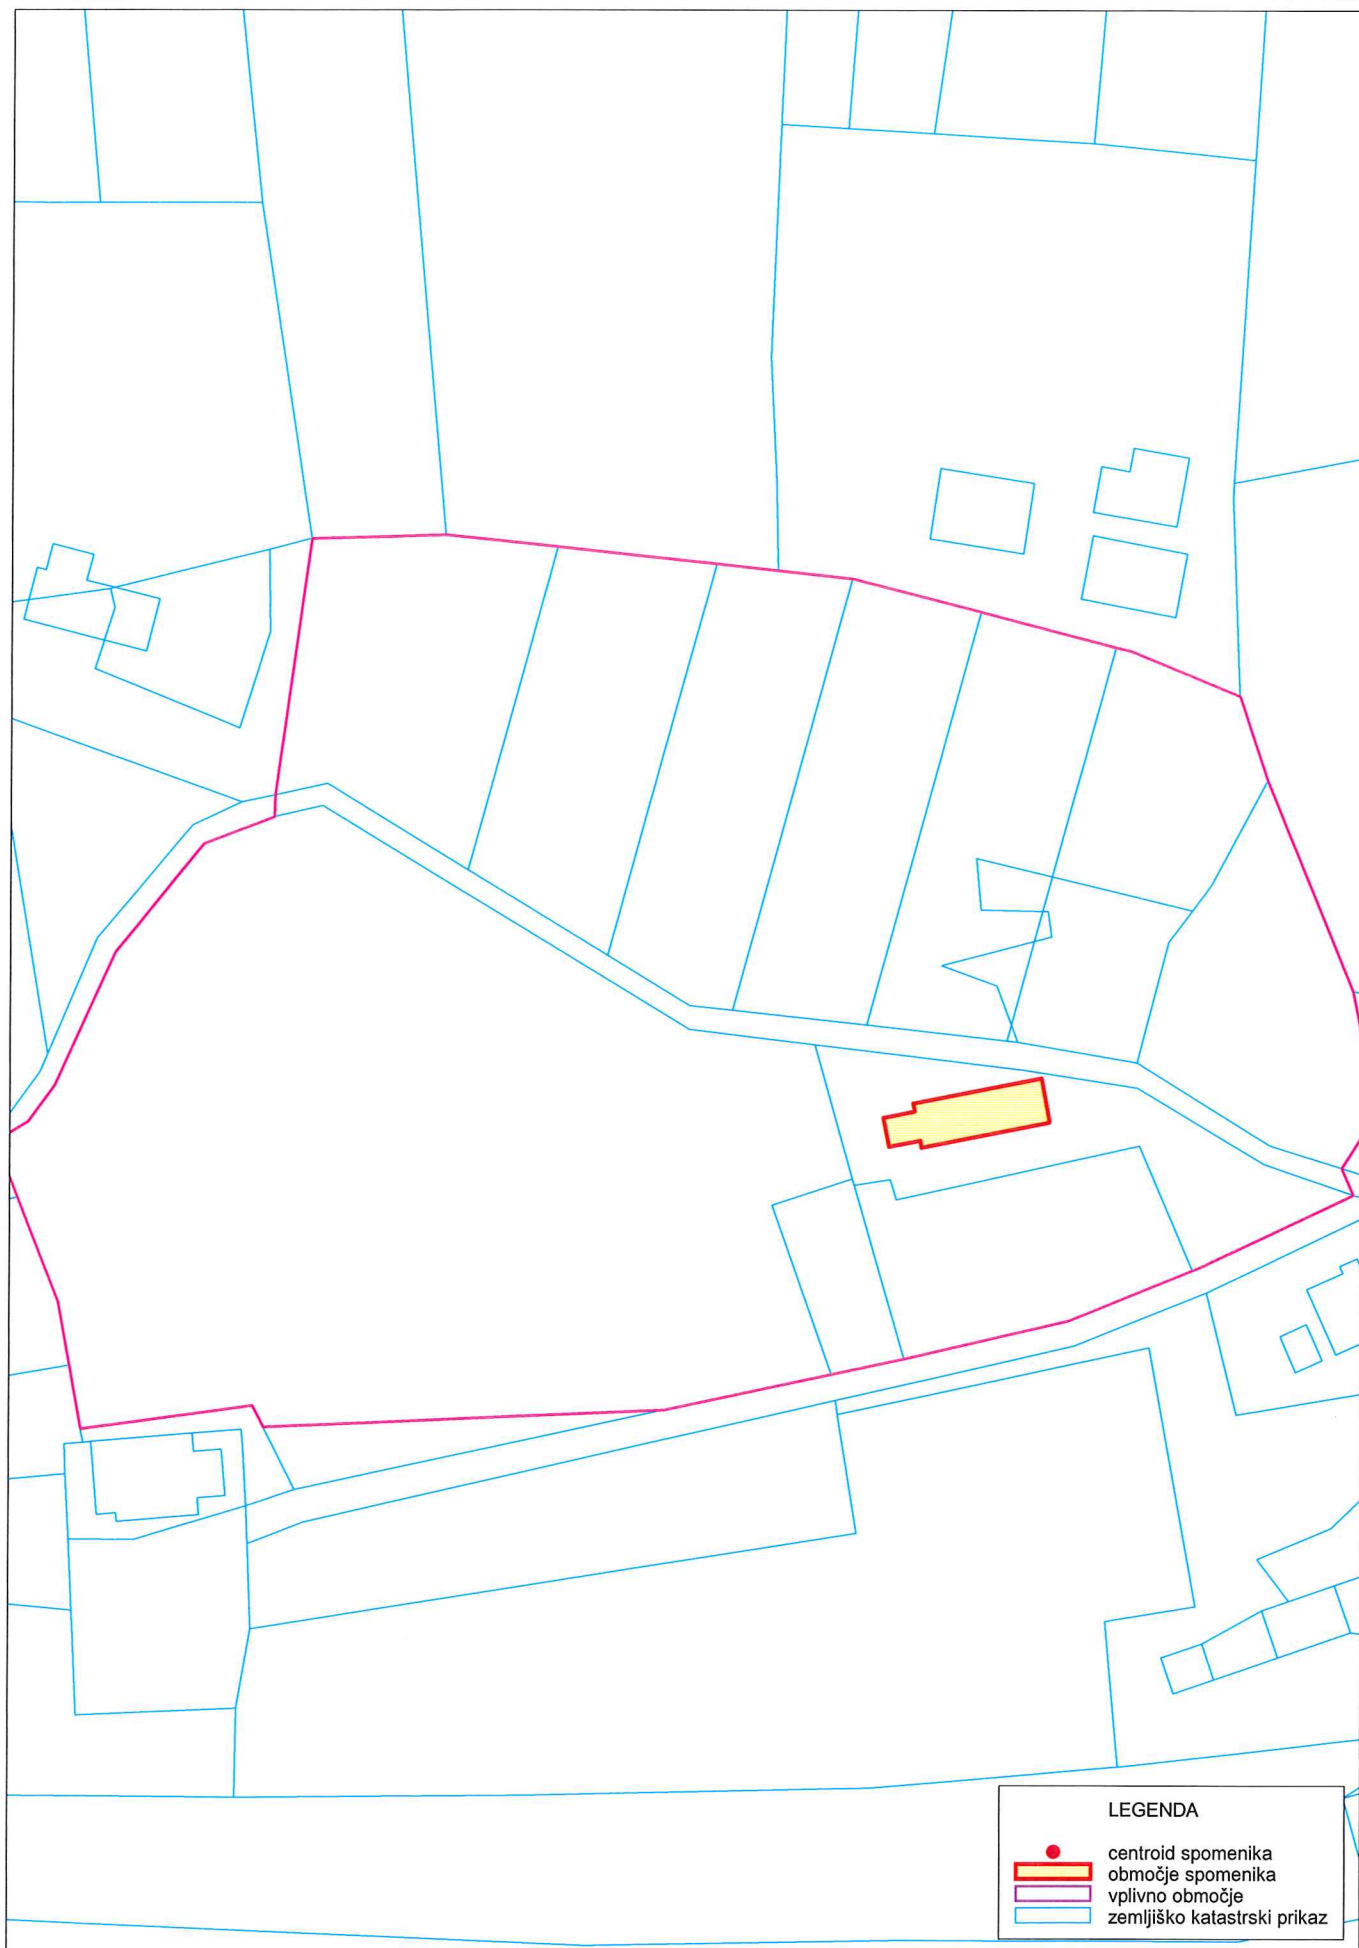 LEGENDA
centroid spomenika
območje spomenika
vplivno območje
zemljiško katastrski prikaz